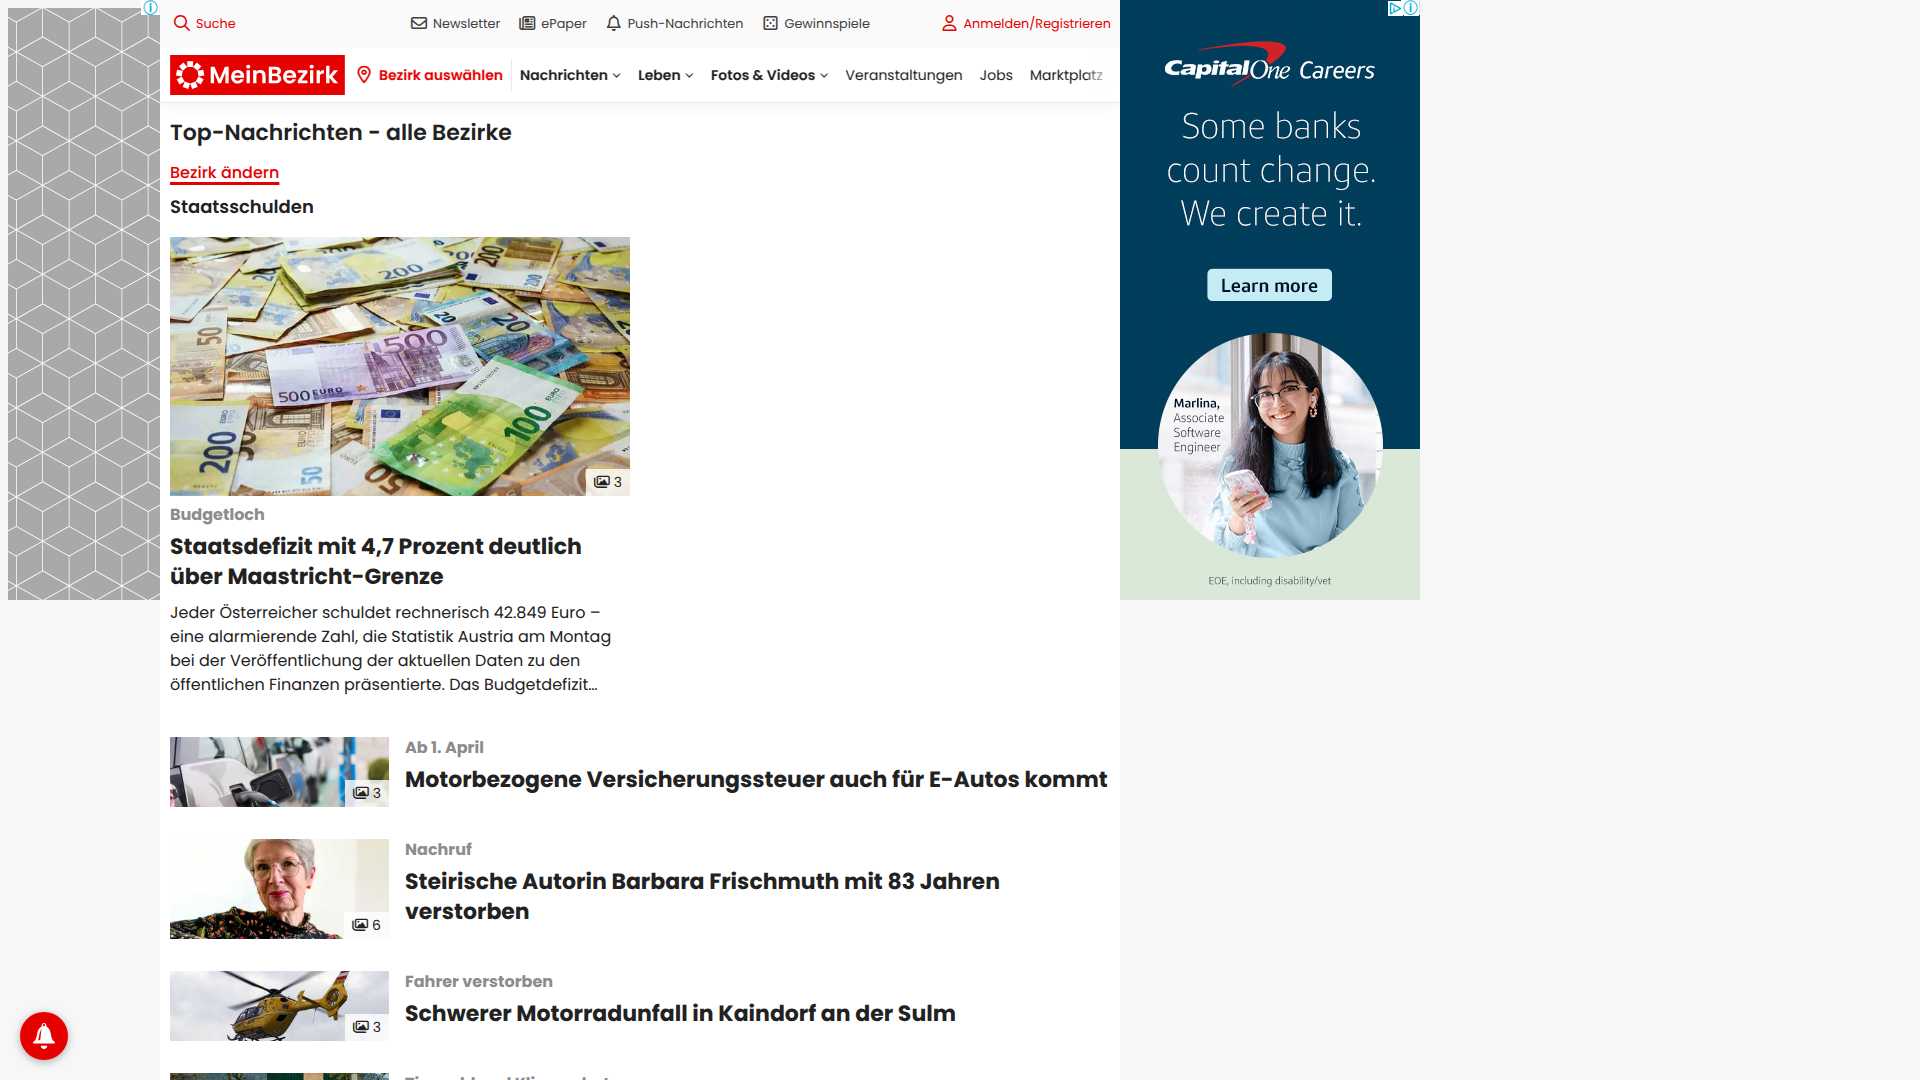 Suche
Newsletter
ePaper
Push-Nachrichten
Gewinnspiele
Anmelden/Registrieren
MeinBezirk
Bezirk auswählen
Nachrichten
Leben
Fotos & Videos
Veranstaltungen
Jobs
Marktplatz
Top-Nachrichten - alle Bezirke
Bezirk ändern
Staatsschulden
3
Budgetloch
Staatsdefizit mit 4,7 Prozent deutlich
über Maastricht-Grenze
Jeder Österreicher schuldet rechnerisch 42.849 Euro –
eine alarmierende Zahl, die Statistik Austria am Montag
bei der Veröffentlichung der aktuellen Daten zu den
öffentlichen Finanzen präsentierte. Das Budgetdefizit...
3
Ab 1. April
Motorbezogene Versicherungssteuer auch für E-Autos kommt
6
Nachruf
Steirische Autorin Barbara Frischmuth mit 83 Jahren
verstorben
3
Fahrer verstorben
Schwerer Motorradunfall in Kaindorf an der Sulm
CapitalOne Careers
Some banks
count change.
We create it.
Learn more
Marlina,
Associate
Software
Engineer
EOE, including disability/vet